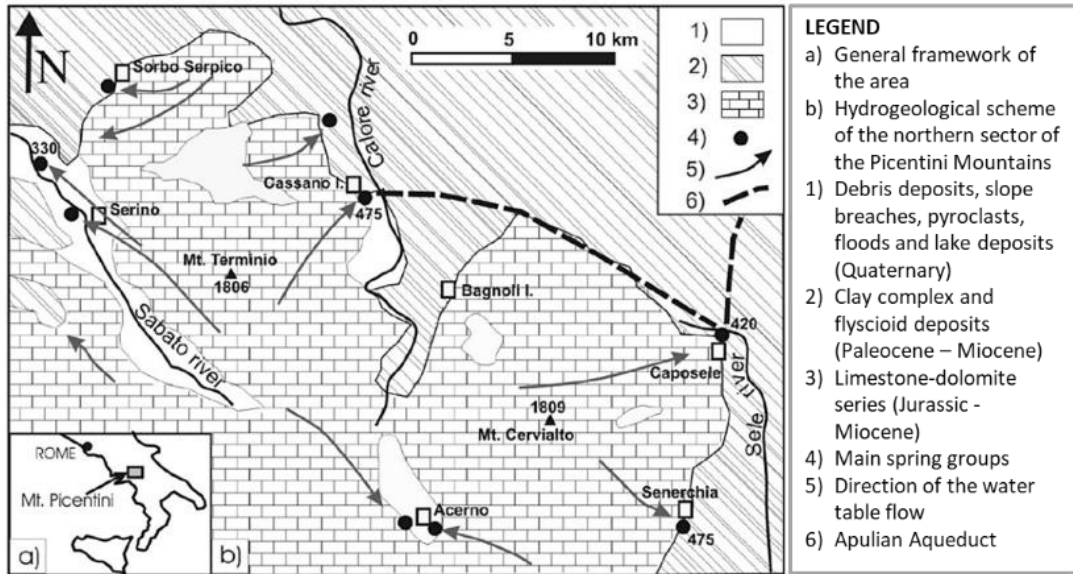 N
0 5 10 km
1)
2)
3)
4)
5)
6)
Sorbo Serpico
Calore river
330
Cassano I.
475
Serino
Mt. Terminio
1806
Bagnoli I.
Sabato river
420
Caposele
Sele river
1809
Mt. Cervialto
Senerchia
475
Acerno
ROME
Mt. Picentini
a)
b)
LEGEND
a) General framework of
the area
b) Hydrogeological scheme
of the northern sector of
the Picentini Mountains
1) Debris deposits, slope
breaches, pyroclasts,
floods and lake deposits
(Quaternary)
2) Clay complex and
flyscioid deposits
(Paleocene – Miocene)
3) Limestone-dolomite
series (Jurassic -
Miocene)
4) Main spring groups
5) Direction of the water
table flow
6) Apulian Aqueduct